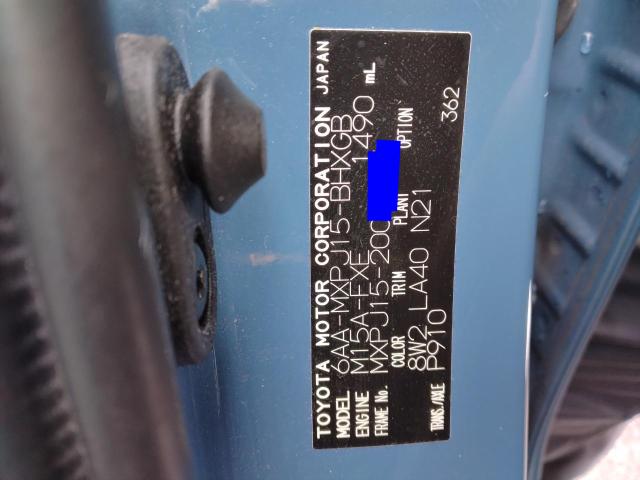 TOYOTA MOTOR CORPORATION JAPAN
MODEL 6AA-MXPJ15-BHXGB
ENGINE M15A-FXE 1490 mL
FRAME No. MXPJ15-200
COLOR TRIM PLANT OPTION
8W2 LA40 N21
P910
TRANS./AXLE 362